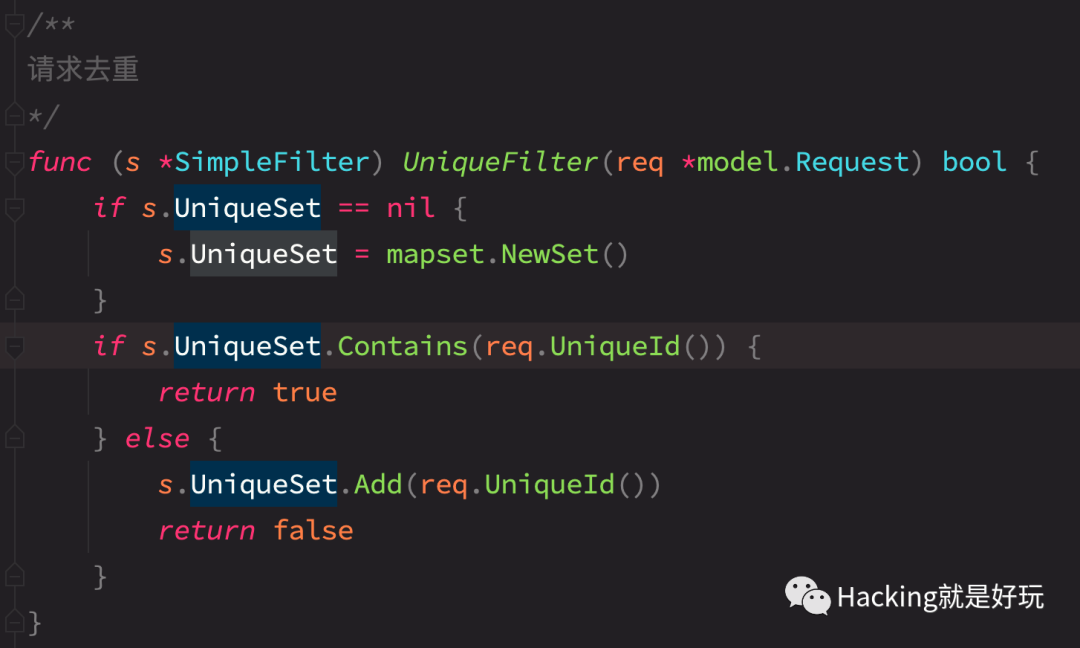 /**
请求去重
*/
func (s *SimpleFilter) UniqueFilter(req *model.Request) bool {
    if s.UniqueSet == nil {
        s.UniqueSet = mapset.NewSet()
    }
    if s.UniqueSet.Contains(req.UniqueId()) {
        return true
    } else {
        s.UniqueSet.Add(req.UniqueId())
        return false
    }
}
Hacking就是好玩